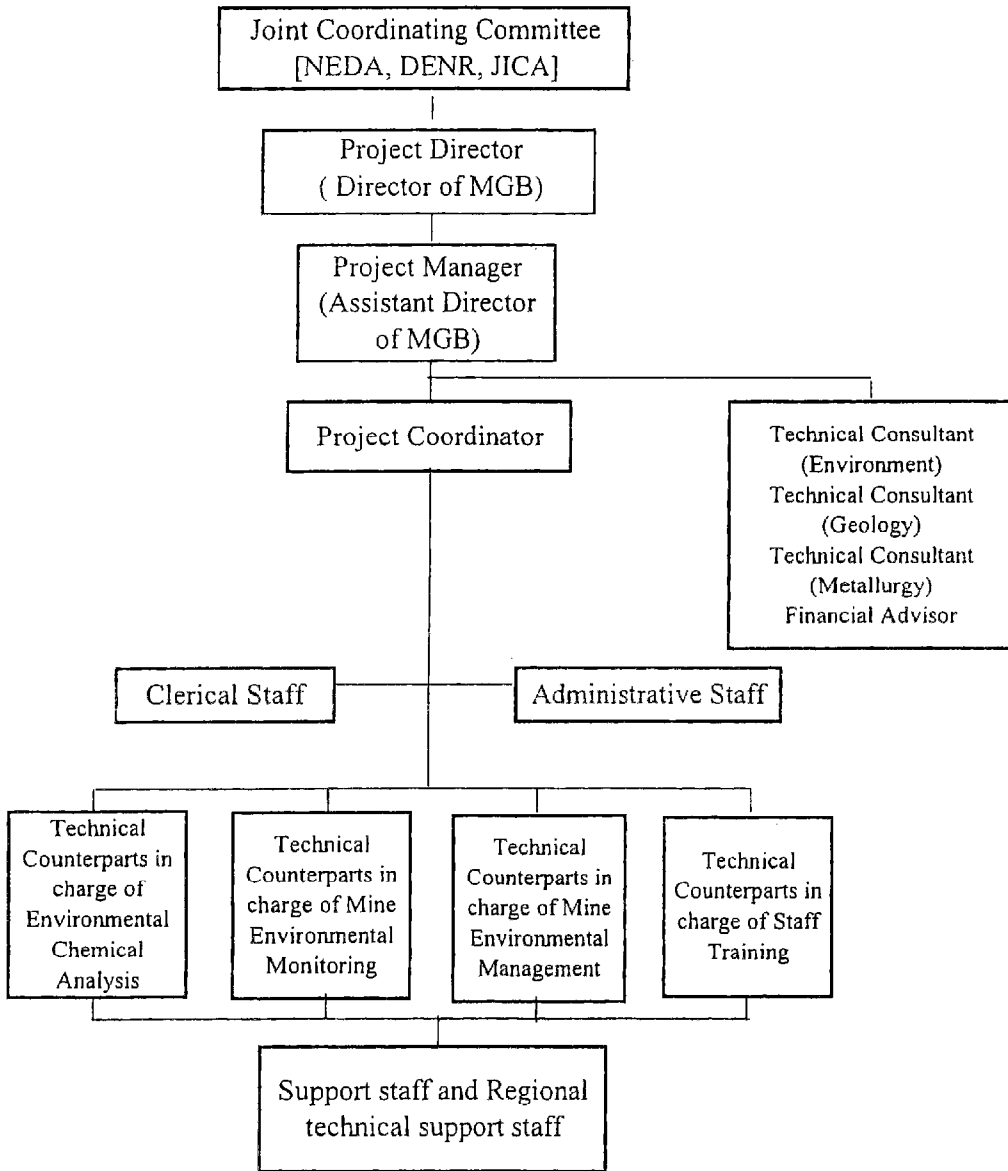 Joint Coordinating Committee
[NEDA, DENR, JICA]
Project Director
( Director of MGB)
Project Manager
(Assistant Director
of MGB)
Project Coordinator
Technical Consultant
(Environment)
Technical Consultant
(Geology)
Technical Consultant
(Metallurgy)
Financial Advisor
Clerical Staff
Administrative Staff
Technical
Counterparts in
charge of
Environmental
Chemical
Analysis
Technical
Counterparts in
charge of Mine
Environmental
Monitoring
Technical
Counterparts in
charge of Mine
Environmental
Management
Technical
Counterparts in
charge of Staff
Training
Support staff and Regional
technical support staff